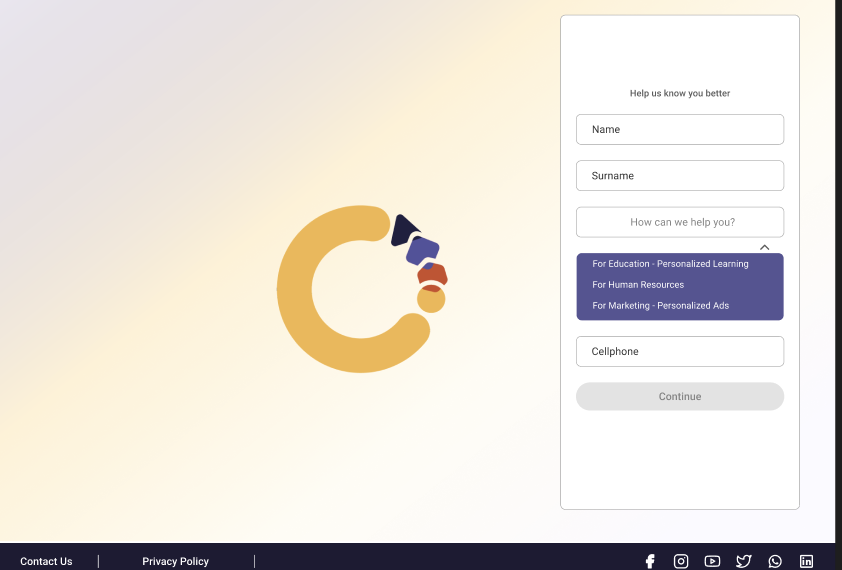 Help us know you better
Name
Surname
How can we help you?
For Education - Personalized Learning
For Human Resources
For Marketing - Personalized Ads
Cellphone
Continue
Contact Us
Privacy Policy